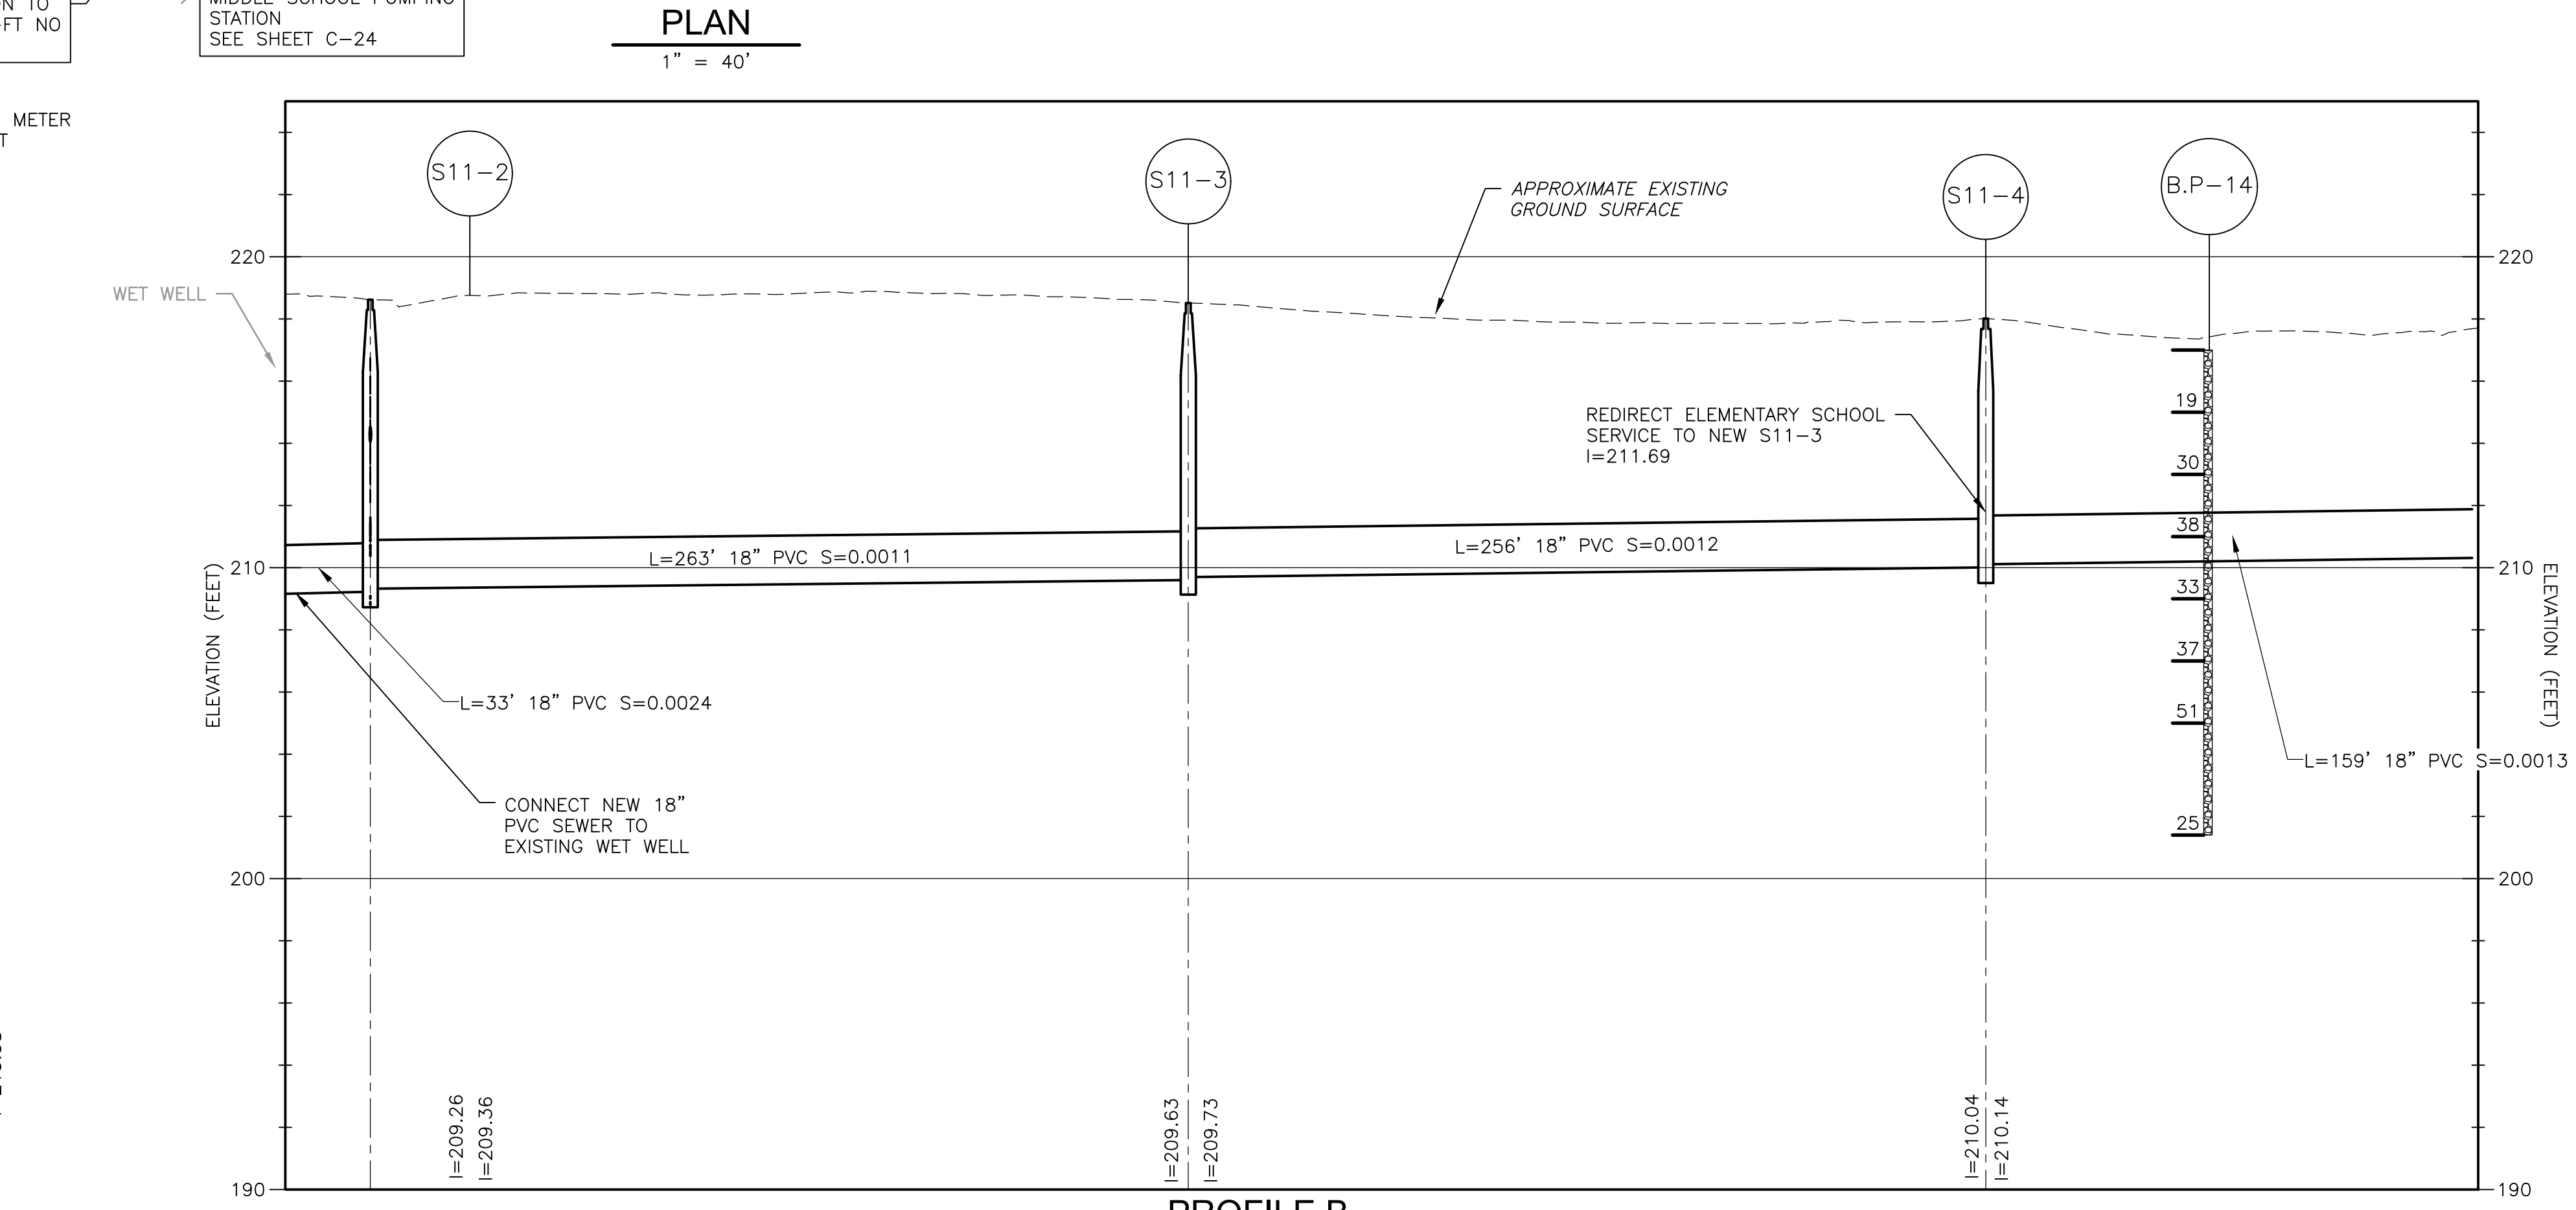 FT NO
STATION
SEE SHEET C-24
PLAN
1" = 40'
METER
S11-2
S11-3
S11-4
B.P-14
APPROXIMATE EXISTING
GROUND SURFACE
220
220
WET WELL
REDIRECT ELEMENTARY SCHOOL
SERVICE TO NEW S11-3
I=211.69
19
30
38
33
37
51
25
L=263' 18" PVC S=0.0011
L=256' 18" PVC S=0.0012
210
210
ELEVATION (FEET)
ELEVATION (FEET)
L=33' 18" PVC S=0.0024
L=159' 18" PVC S=0.0013
CONNECT NEW 18"
PVC SEWER TO
EXISTING WET WELL
200
200
I=209.26
I=209.36
I=209.63
I=209.73
I=210.04
I=210.14
190
190
PROFILE B